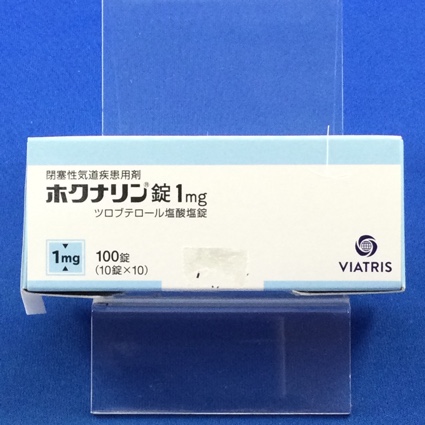 閉塞性気道疾患用剤
ホクナリン®錠1mg
ツロブテロール塩酸塩錠
1mg
100錠
(10錠×10)
VIATRIS